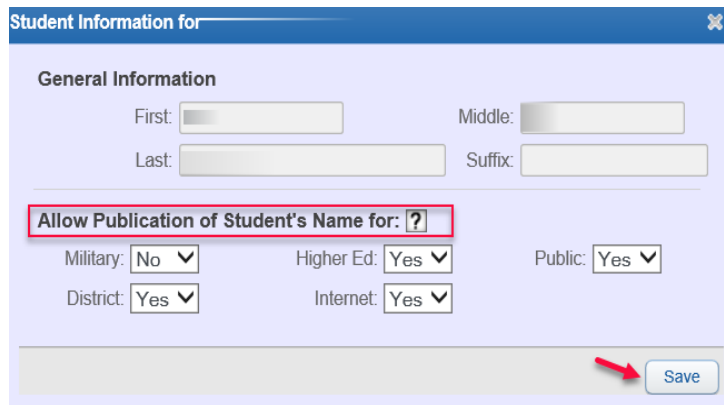 Student Information for
General Information
First: Middle:
Last: Suffix:
Allow Publication of Student's Name for: ?
Military: No Higher Ed: Yes Public: Yes
District: Yes Internet: Yes
Save